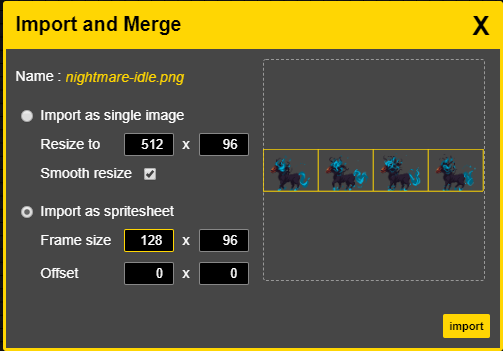 Import and Merge X
Name : nightmare-idle.png
Import as single image
Resize to 512 x 96
Smooth resize
Import as spritesheet
Frame size 128 x 96
Offset 0 x 0
import